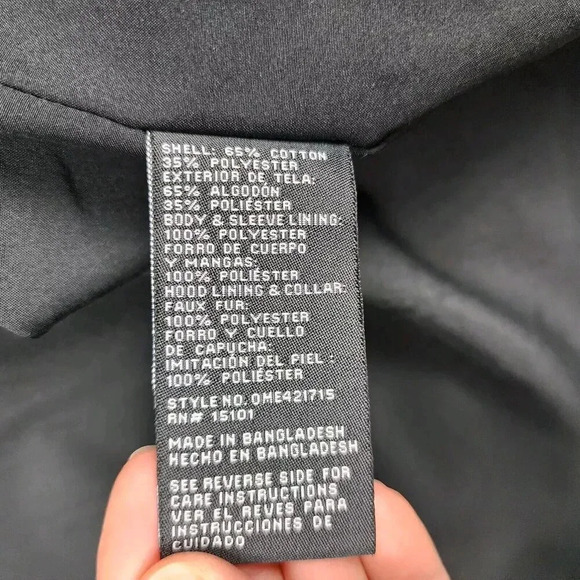 SHELL: 65% COTTON
35% POLYESTER
EXTERIOR DE TELA:
65% ALGODÓN
35% POLIÉSTER
BODY & SLEEVE LINING:
100% POLYESTER
FORRO DE CUERPO
Y MANGAS:
100% POLIÉSTER
HOOD LINING & COLLAR:
FAUX FUR:
100% POLYESTER
FORRO Y CUELLO
DE CAPUCHA:
IMITACIÓN DEL PIEL :
100% POLIÉSTER
STYLE NO. OME421715
RN# 15101
MADE IN BANGLADESH
HECHO EN BANGLADESH
SEE REVERSE SIDE FOR
CARE INSTRUCTIONS
VER EL REVES PARA
INSTRUCCIONES DE
CUIDADO